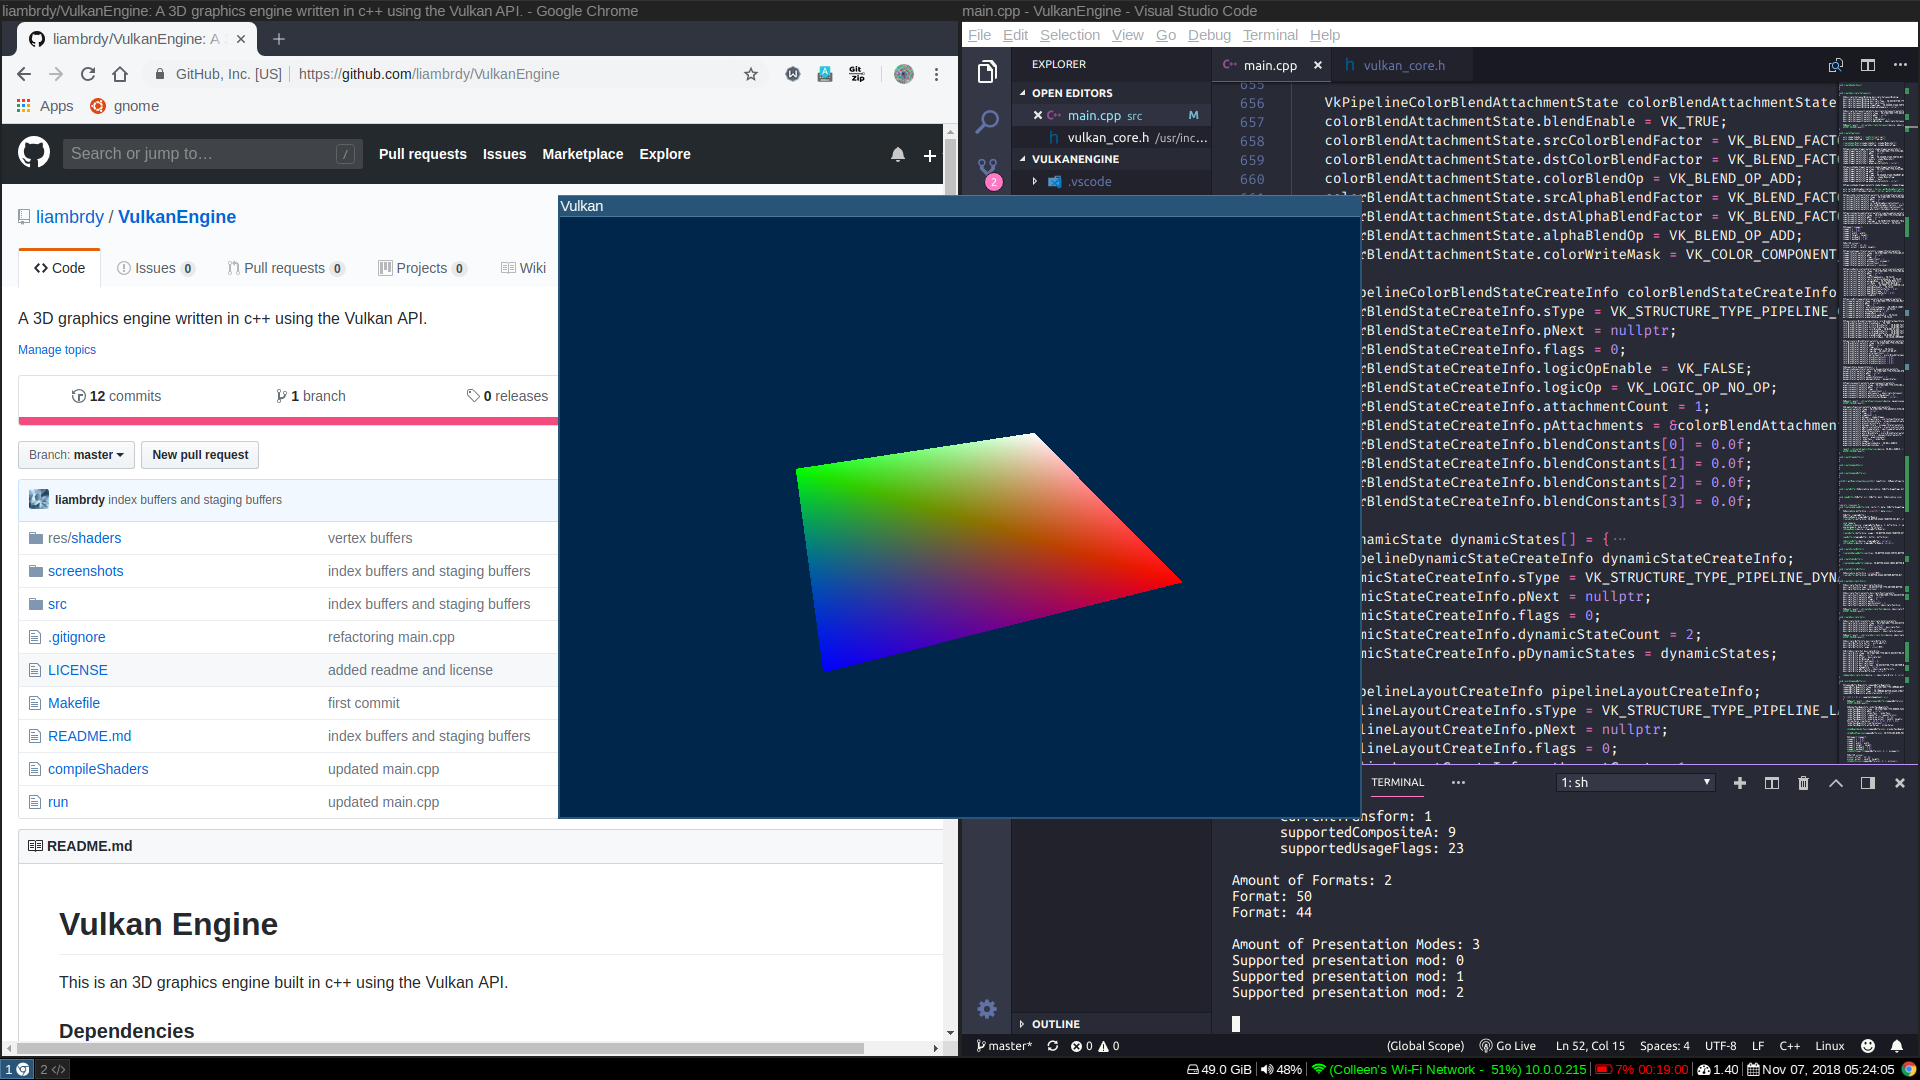 liambrdy/VulkanEngine: A 3D graphics engine written in c++ using the Vulkan API. - Google Chrome
liambrdy/VulkanEngine: A
GitHub, Inc. [US]
https://github.com/liambrdy/VulkanEngine
Git Zip
Apps
gnome
Search or jump to…
/
Pull requests
Issues
Marketplace
Explore
liambrdy / VulkanEngine
Code
Issues 0
Pull requests 0
Projects 0
Wiki
A 3D graphics engine written in c++ using the Vulkan API.
Manage topics
12 commits
1 branch
0 releases
Branch: master
New pull request
liambrdy index buffers and staging buffers
res/shaders vertex buffers
screenshots index buffers and staging buffers
src index buffers and staging buffers
.gitignore refactoring main.cpp
LICENSE added readme and license
Makefile first commit
README.md index buffers and staging buffers
compileShaders updated main.cpp
run updated main.cpp
README.md
Vulkan Engine
This is an 3D graphics engine built in c++ using the Vulkan API.
Dependencies
Vulkan
main.cpp - VulkanEngine - Visual Studio Code
File Edit Selection View Go Debug Terminal Help
EXPLORER
OPEN EDITORS
main.cpp src M
vulkan_core.h /usr/inc...
VULKANENGINE
.vscode
2
OUTLINE
C++ main.cpp
h vulkan_core.h
655
656 VkPipelineColorBlendAttachmentState colorBlendAttachmentState
657 colorBlendAttachmentState.blendEnable = VK_TRUE;
658 colorBlendAttachmentState.srcColorBlendFactor = VK_BLEND_FACT
659 colorBlendAttachmentState.dstColorBlendFactor = VK_BLEND_FACT
660 colorBlendAttachmentState.colorBlendOp = VK_BLEND_OP_ADD;
colorBlendAttachmentState.srcAlphaBlendFactor = VK_BLEND_FACT
rBlendAttachmentState.dstAlphaBlendFactor = VK_BLEND_FACT
rBlendAttachmentState.alphaBlendOp = VK_BLEND_OP_ADD;
rBlendAttachmentState.colorWriteMask = VK_COLOR_COMPONENT_
pelineColorBlendStateCreateInfo colorBlendStateCreateInfo
rBlendStateCreateInfo.sType = VK_STRUCTURE_TYPE_PIPELINE_
rBlendStateCreateInfo.pNext = nullptr;
rBlendStateCreateInfo.flags = 0;
rBlendStateCreateInfo.logicOpEnable = VK_FALSE;
rBlendStateCreateInfo.logicOp = VK_LOGIC_OP_NO_OP;
rBlendStateCreateInfo.attachmentCount = 1;
rBlendStateCreateInfo.pAttachments = &colorBlendAttachmen
rBlendStateCreateInfo.blendConstants[0] = 0.0f;
rBlendStateCreateInfo.blendConstants[1] = 0.0f;
rBlendStateCreateInfo.blendConstants[2] = 0.0f;
rBlendStateCreateInfo.blendConstants[3] = 0.0f;
namicState dynamicStates[] = {···
pelineDynamicStateCreateInfo dynamicStateCreateInfo;
micStateCreateInfo.sType = VK_STRUCTURE_TYPE_PIPELINE_DYN
micStateCreateInfo.pNext = nullptr;
micStateCreateInfo.flags = 0;
micStateCreateInfo.dynamicStateCount = 2;
micStateCreateInfo.pDynamicStates = dynamicStates;
pelineLayoutCreateInfo pipelineLayoutCreateInfo;
lineLayoutCreateInfo.sType = VK_STRUCTURE_TYPE_PIPELINE_L
lineLayoutCreateInfo.pNext = nullptr;
lineLayoutCreateInfo.flags = 0;
TERMINAL
1: sh
currentTransform: 1
supportedCompositeA: 9
supportedUsageFlags: 23
Amount of Formats: 2
Format: 50
Format: 44
Amount of Presentation Modes: 3
Supported presentation mod: 0
Supported presentation mod: 1
Supported presentation mod: 2
master* 0 0
(Global Scope) Go Live Ln 52, Col 15 Spaces: 4 UTF-8 LF C++ Linux
1 2 </>
49.0 GiB 48% (Colleen's Wi-Fi Network - 51%) 10.0.0.215 7% 00:19:00 1.40 Nov 07, 2018 05:24:05